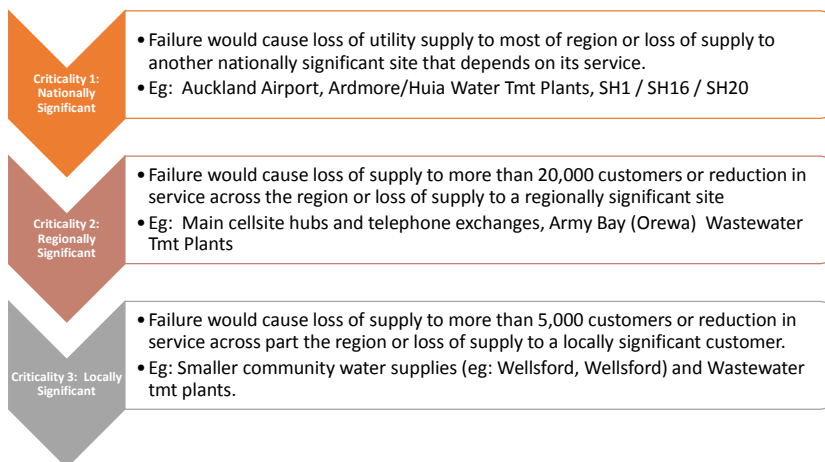 Criticality 1:
Nationally
Significant
• Failure would cause loss of utility supply to most of region or loss of supply to
another nationally significant site that depends on its service.
• Eg: Auckland Airport, Ardmore/Huia Water Tmt Plants, SH1 / SH16 / SH20
Criticality 2:
Regionally
Significant
• Failure would cause loss of supply to more than 20,000 customers or reduction in
service across the region or loss of supply to a regionally significant site
• Eg: Main cellsite hubs and telephone exchanges, Army Bay (Orewa) Wastewater
Tmt Plants
Criticality 3: Locally
Significant
• Failure would cause loss of supply to more than 5,000 customers or reduction in
service across part the region or loss of supply to a locally significant customer.
• Eg: Smaller community water supplies (eg: Wellsford, Wellsford) and Wastewater
tmt plants.